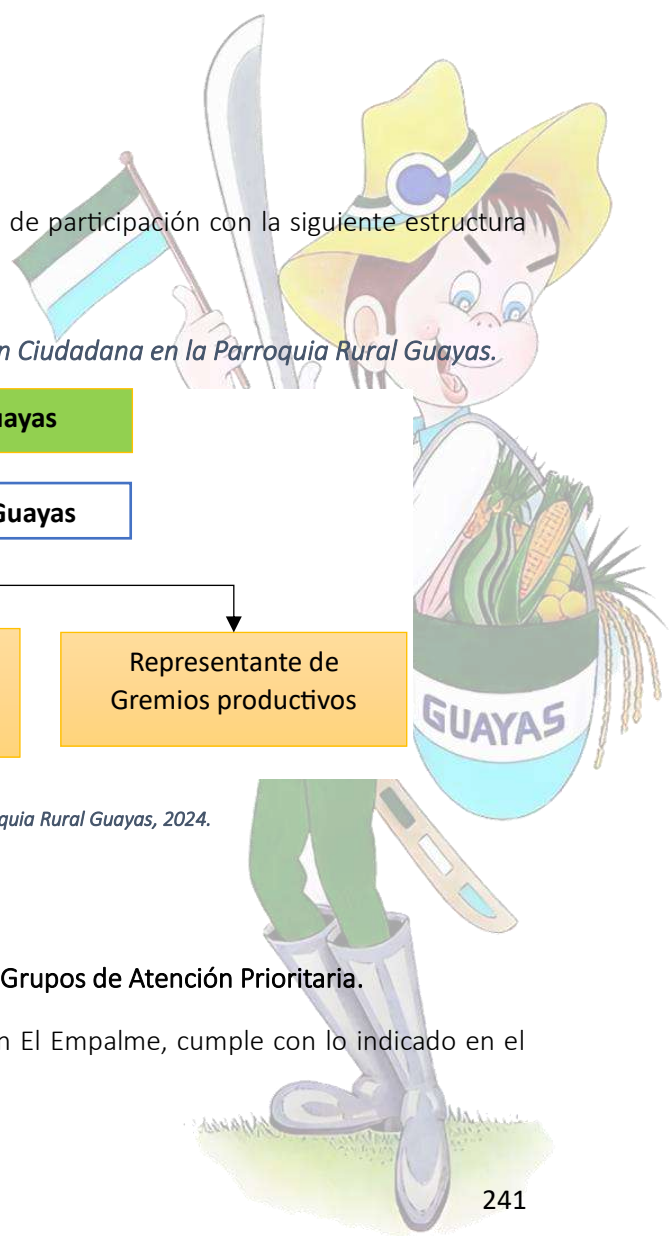 de participación con la siguiente estructura
n Ciudadana en la Parroquia Rural Guayas.
uayas
Guayas
Representante de
Gremios productivos
GUAYAS
quia Rural Guayas, 2024.
Grupos de Atención Prioritaria.
n El Empalme, cumple con lo indicado en el
241